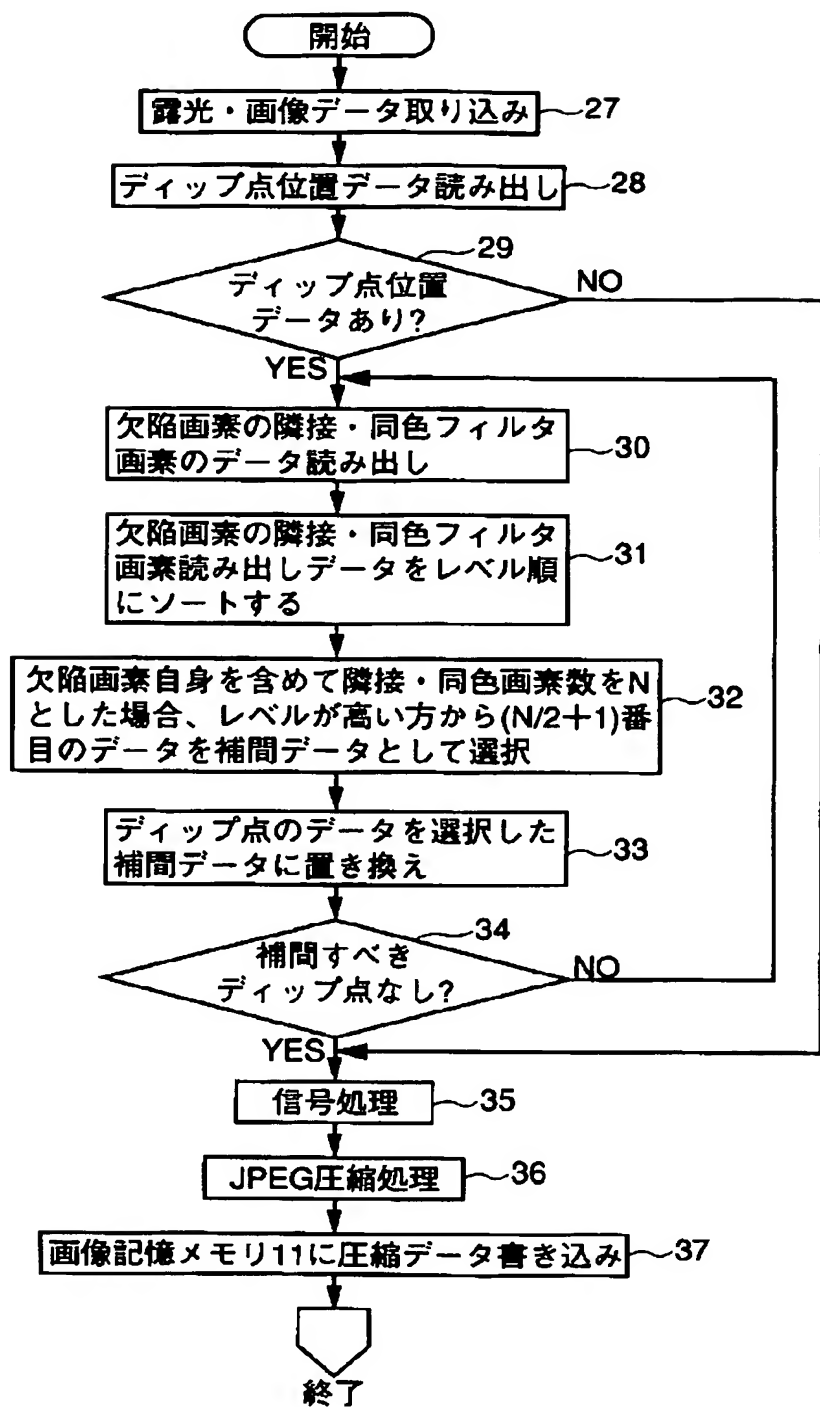 開始
露光・画像データ取り込み
27
ディップ点位置データ読み出し
28
29
ディップ点位置
データあり?
NO
YES
欠陥画素の隣接・同色フィルタ
画素のデータ読み出し
30
欠陥画素の隣接・同色フィルタ
画素読み出しデータをレベル順
にソートする
31
欠陥画素自身を含めて隣接・同色画素数をN
とした場合、レベルが高い方から(N/2+1)番
目のデータを補間データとして選択
32
ディップ点のデータを選択した
補間データに置き換え
33
34
補間すべき
ディップ点なし?
NO
YES
信号処理
35
JPEG圧縮処理
36
画像記憶メモリ11に圧縮データ書き込み
37
終了